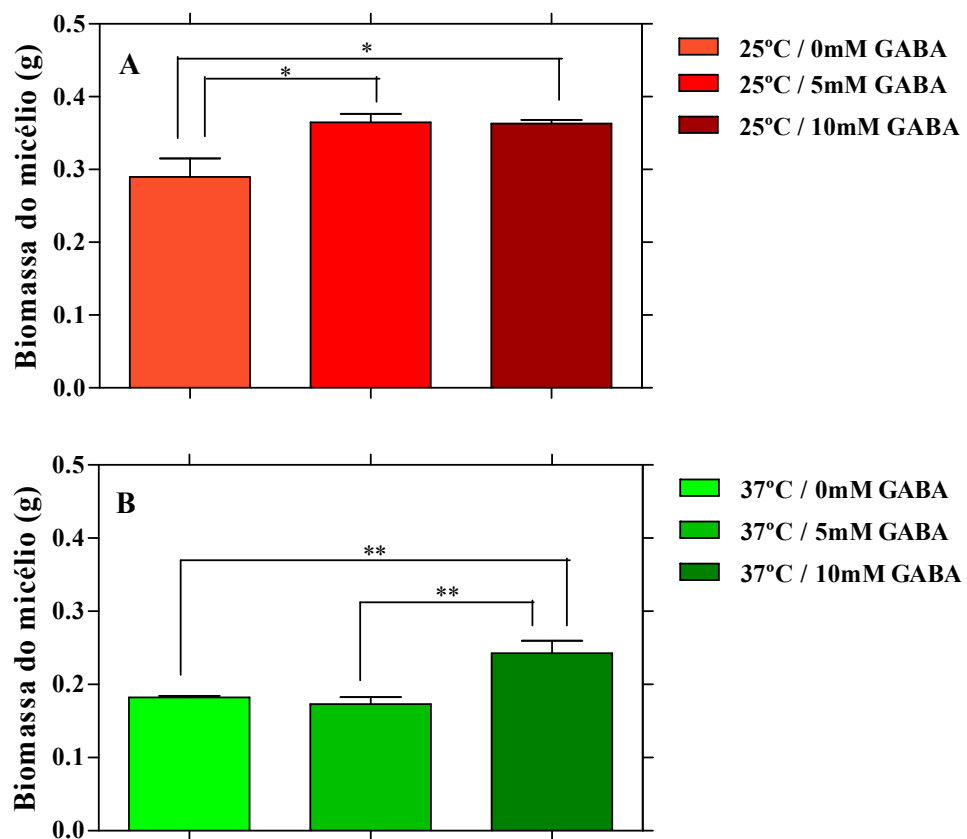 Biomassa do micélio (g)
0.5
0.4
0.3
0.2
0.1
0.0
A
*
*
25ºC / 0mM GABA
25ºC / 5mM GABA
25ºC / 10mM GABA
Biomassa do micélio (g)
0.5
0.4
0.3
0.2
0.1
0.0
B
**
**
37ºC / 0mM GABA
37ºC / 5mM GABA
37ºC / 10mM GABA